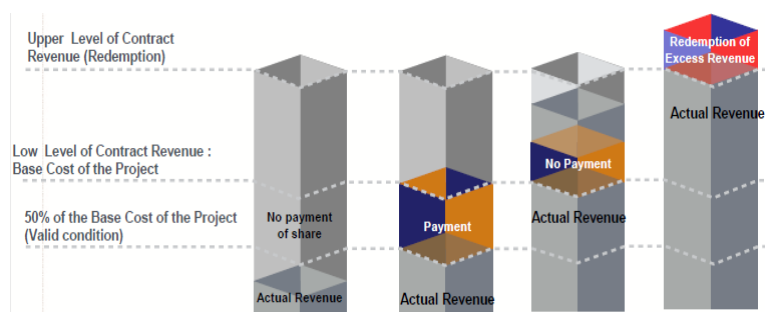 Upper Level of Contract
Revenue (Redemption)
Redemption of
Excess Revenue
Actual Revenue
Low Level of Contract Revenue :
Base Cost of the Project
No Payment
50% of the Base Cost of the Project
(Valid condition)
No payment
of share
Payment
Actual Revenue
Actual Revenue
Actual Revenue